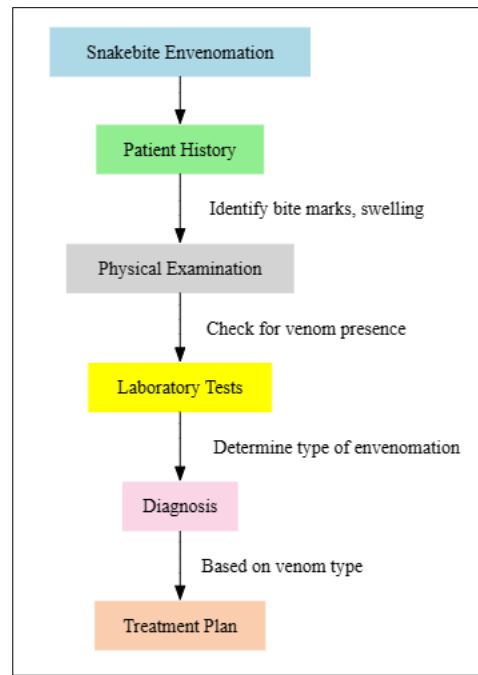 Snakebite Envenomation
Patient History
Identify bite marks, swelling
Physical Examination
Check for venom presence
Laboratory Tests
Determine type of envenomation
Diagnosis
Based on venom type
Treatment Plan